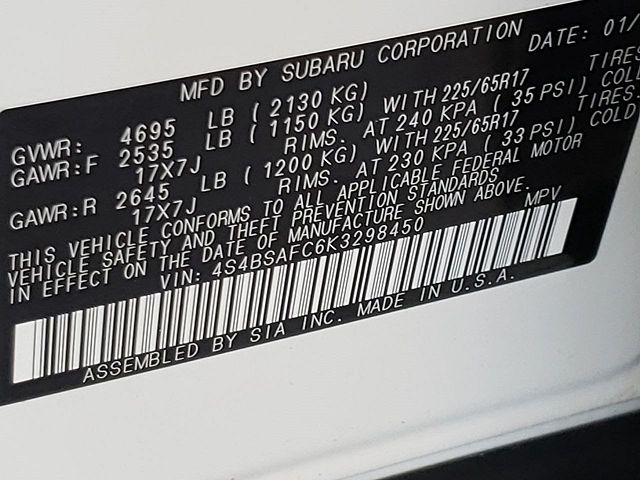 MFD BY SUBARU CORPORATION DATE: 01/
GVWR: 4695 LB (2130 KG)
GAWR:F 2535 LB (1150 KG) WITH 225/65R17 TIRES
17X7J RIMS. AT 240 KPA (35 PSI) COLD
GAWR:R 2645 LB (1200 KG) WITH 225/65R17 TIRES
17X7J RIMS. AT 230 KPA (33 PSI) COLD
THIS VEHICLE CONFORMS TO ALL APPLICABLE FEDERAL MOTOR
VEHICLE SAFETY AND THEFT PREVENTION STANDARDS
IN EFFECT ON THE DATE OF MANUFACTURE SHOWN ABOVE.
VIN: 4S4BSAFC6K3298450 MPV
ASSEMBLED BY SIA INC. MADE IN U.S.A.